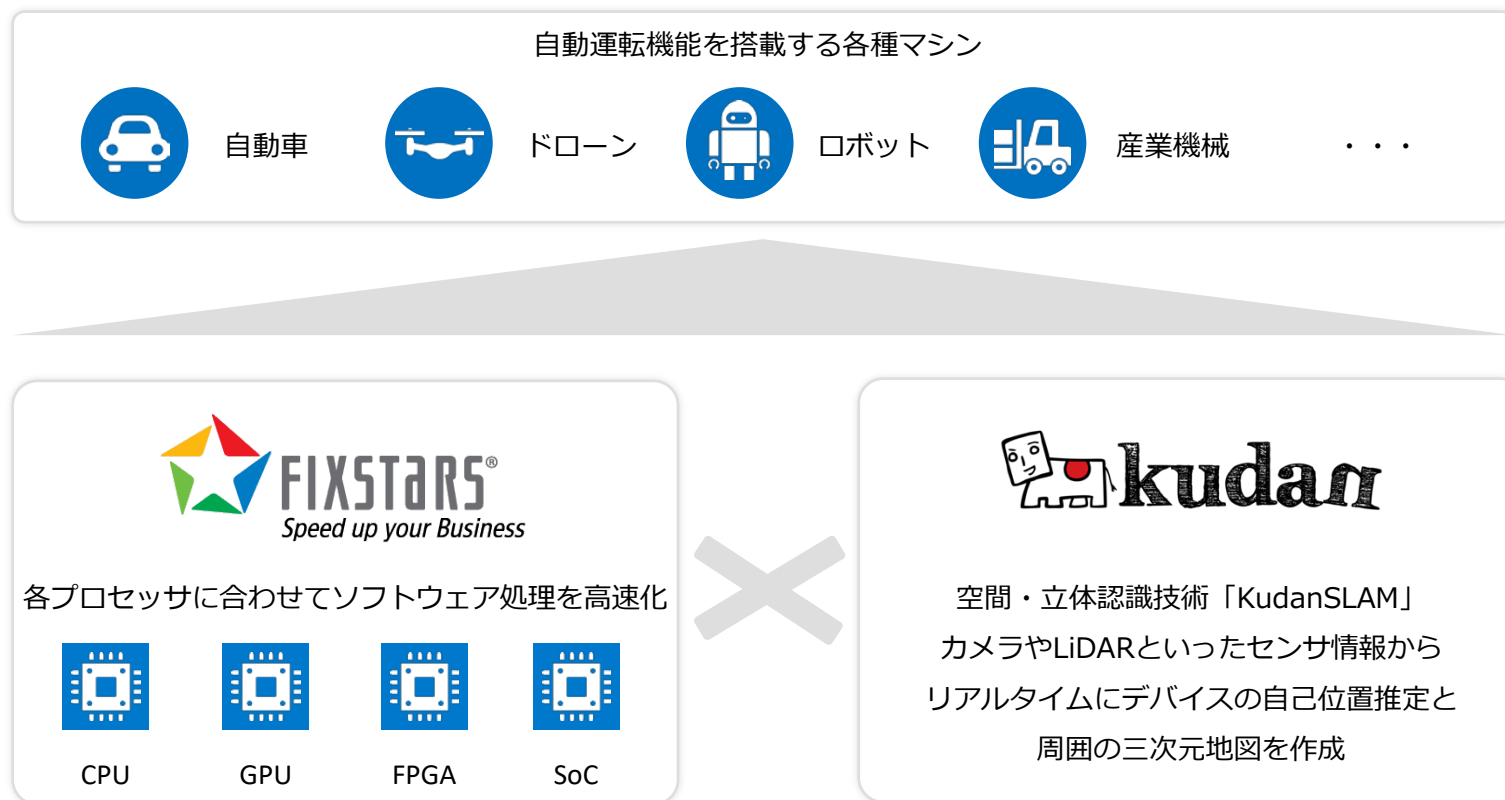 自動運転機能を搭載する各種マシン
自動車
ドローン
ロボット
産業機械
・・・
FIXSTARS®
Speed up your Business
各プロセッサに合わせてソフトウェア処理を高速化
CPU
GPU
FPGA
SoC
kudan
空間・立体認識技術「KudanSLAM」
カメラやLiDARといったセンサ情報から
リアルタイムにデバイスの自己位置推定と
周囲の三次元地図を作成